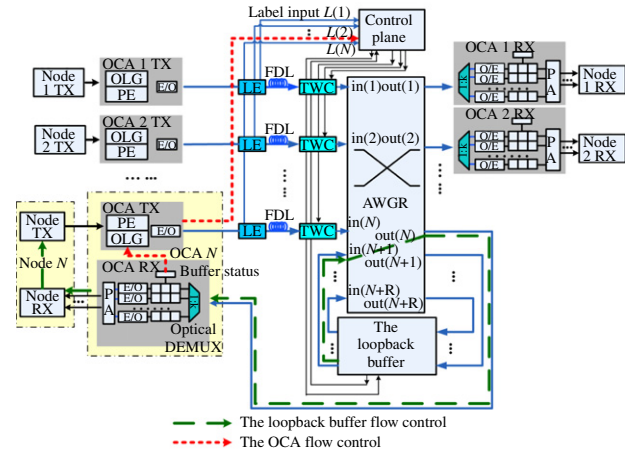 Label input L(1)
L(2)
L(N)
Control
plane
OCA 1 TX
Node
1 TX
OLG
PE
E/O
LE
FDL
TWC
in(1)out(1)
OCA 1 RX
1:k
O/E
O/E
O/E
P
A
Node
1 RX
OCA 2 TX
Node
2 TX
OLG
PE
E/O
LE
FDL
TWC
in(2)out(2)
OCA 2 RX
1:k
O/E
O/E
O/E
P
A
Node
2 RX
AWGR
OCA TX
Node
TX
PE
OLG
E/O
LE
FDL
TWC
in(N)
out(N)
in(N+1)
out(N+1)
in(N+R)
out(N+R)
Node N
OCA N
OCA RX
Buffer status
Node
RX
P
A
E/O
E/O
E/O
1:k
Optical
DEMUX
The
loopback
buffer
The loopback buffer flow control
The OCA flow control